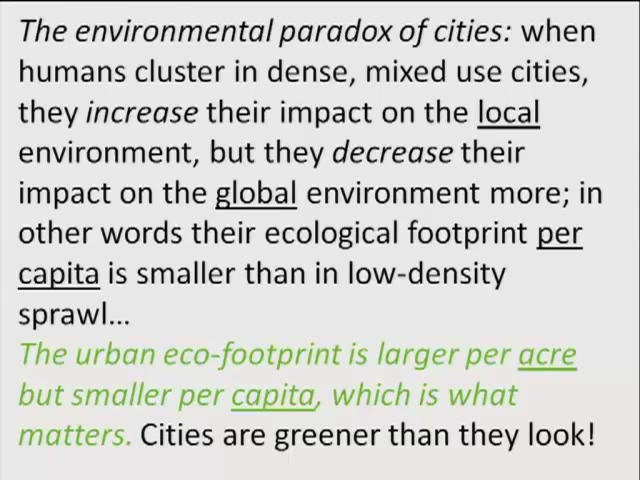 The environmental paradox of cities: when
humans cluster in dense, mixed use cities,
they increase their impact on the local
environment, but they decrease their
impact on the global environment more; in
other words their ecological footprint per
capita is smaller than in low-density
sprawl...
The urban eco-footprint is larger per acre
but smaller per capita, which is what
matters. Cities are greener than they look!